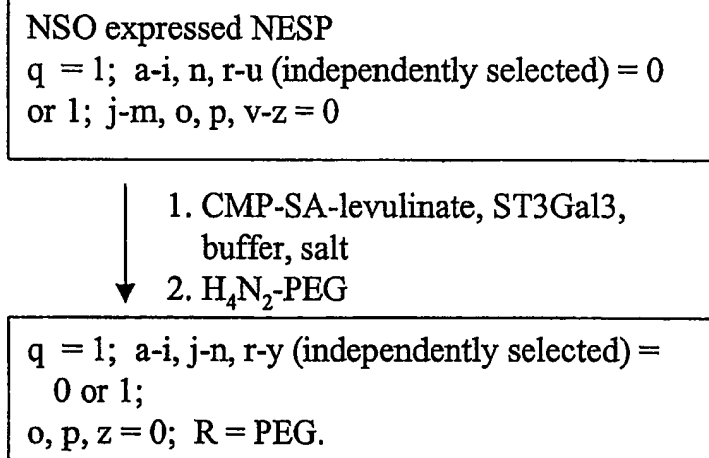 NSO expressed NESP
q = 1; a-i, n, r-u (independently selected) = 0
or 1; j-m, o, p, v-z = 0
1. CMP-SA-levulinate, ST3Gal3,
buffer, salt
2. H₄N₂-PEG
q = 1; a-i, j-n, r-y (independently selected) =
0 or 1;
o, p, z = 0; R = PEG.